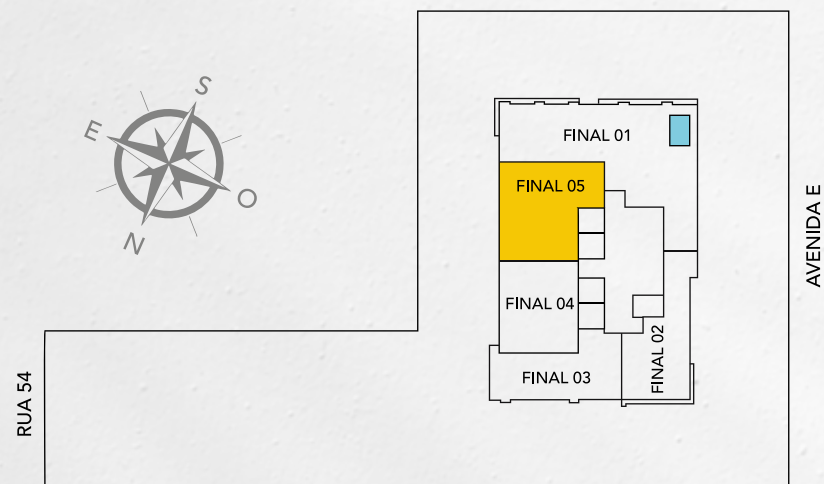 S
E
O
N
FINAL 01
FINAL 05
FINAL 04
FINAL 03
FINAL 02
RUA 54
AVENIDA E